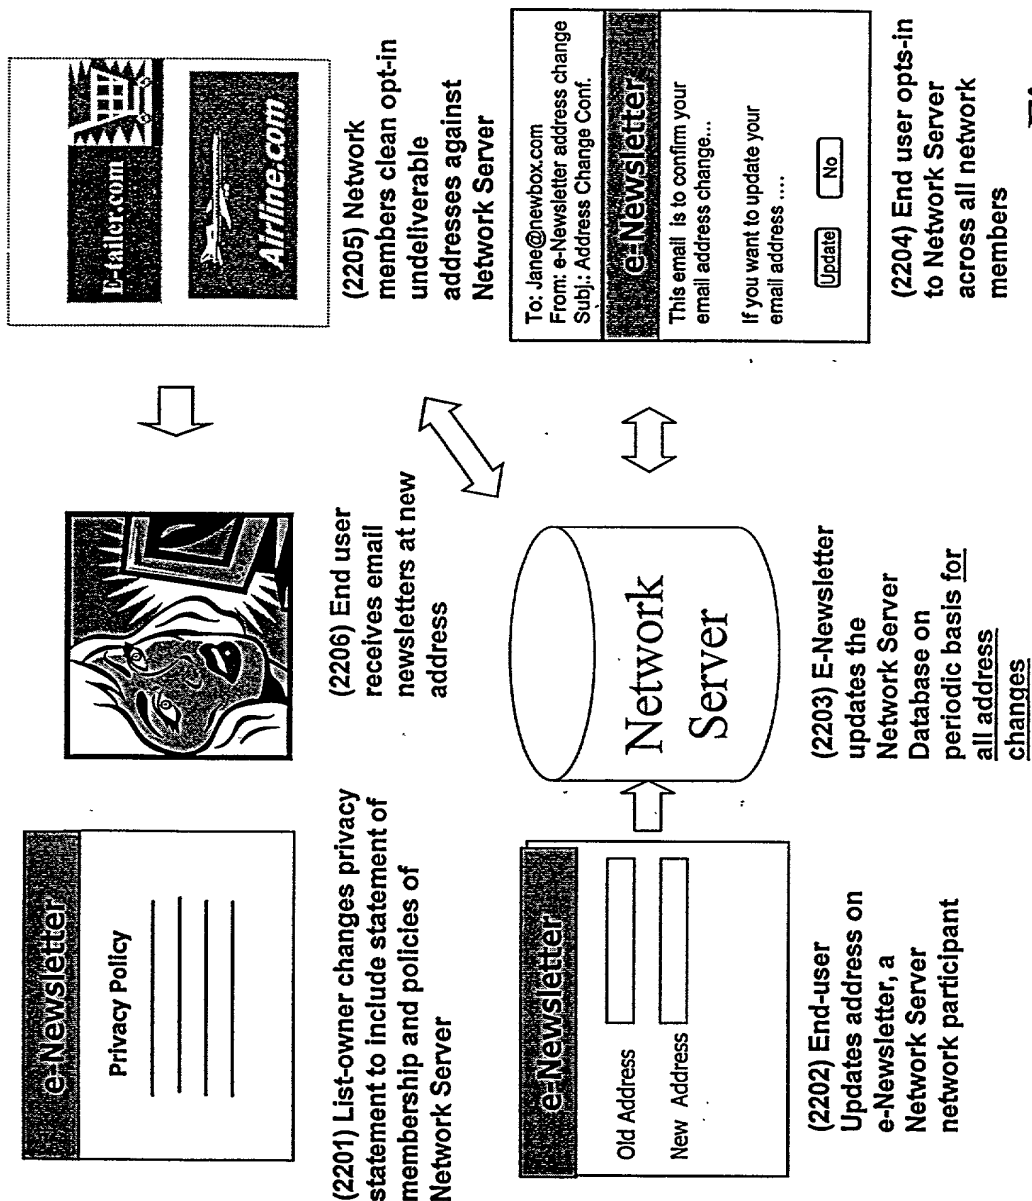 e-Newsletter
Privacy Policy
(2201) List-owner changes privacy
statement to include statement of
membership and policies of
Network Server
(2206) End user
receives email
newsletters at new
address
E-tailer.com
Airline.com
(2205) Network
members clean opt-in
undeliverable
addresses against
Network Server
e-Newsletter
Old Address
New Address
(2202) End-user
Updates address on
e-Newsletter, a
Network Server
network participant
Network
Server
(2203) E-Newsletter
updates the
Network Server
Database on
periodic basis for
all address
changes
To: Jane@newbox.com
From: e-Newsletter address change
Subj.: Address Change Conf.
e-Newsletter
This email is to confirm your
email address change...
If you want to update your
email address ....
Update No
(2204) End user opts-in
to Network Server
across all network
members